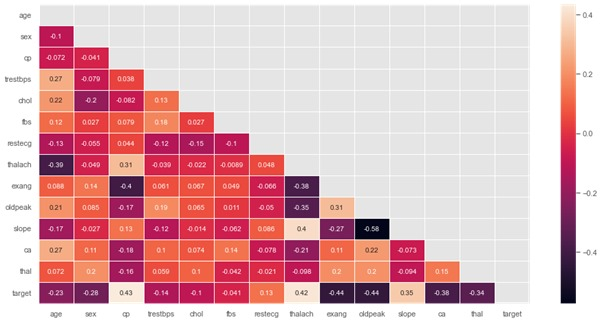 age
sex -0.1
cp -0.072 -0.041
trestbps 0.27 -0.079 0.038
chol 0.22 -0.2 -0.082 0.13
fbs 0.12 0.027 0.079 0.18 0.027
restecg -0.13 -0.055 0.044 -0.12 -0.15 -0.1
thalach -0.39 -0.049 0.31 -0.039 -0.022 -0.0089 0.048
exang 0.088 0.14 -0.4 0.061 0.067 0.049 -0.066 -0.38
oldpeak 0.21 0.085 -0.17 0.19 0.065 0.011 -0.05 -0.35 0.31
slope -0.17 -0.027 0.13 -0.12 -0.014 -0.062 0.086 0.4 -0.27 -0.58
ca 0.27 0.11 -0.18 0.1 0.074 0.14 -0.078 -0.21 0.11 0.22 -0.073
thal 0.072 0.2 -0.16 0.059 0.1 -0.042 -0.021 -0.098 0.2 0.2 -0.094 0.15
target -0.23 -0.28 0.43 -0.14 -0.1 -0.041 0.13 0.42 -0.44 -0.44 0.35 -0.38 -0.34
age sex cp trestbps chol fbs restecg thalach exang oldpeak slope ca thal target
0.4
0.2
0.0
-0.2
-0.4